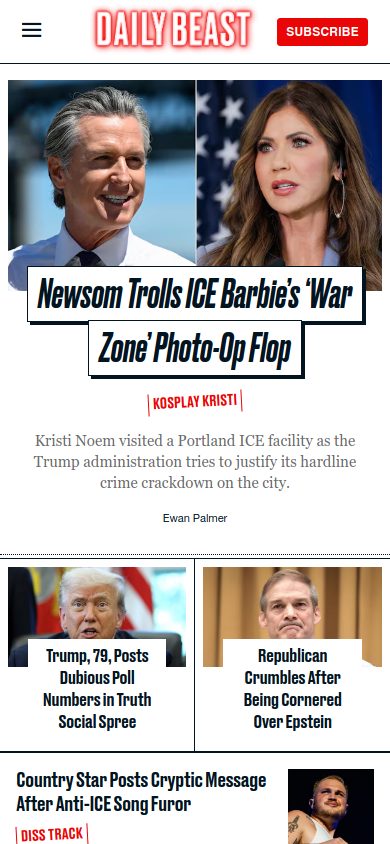 DAILY BEAST
SUBSCRIBE
Newsom Trolls ICE Barbie's ‘War
Zone’ Photo-Op Flop
KOSPLAY KRISTI
Kristi Noem visited a Portland ICE facility as the
Trump administration tries to justify its hardline
crime crackdown on the city.
Ewan Palmer
Trump, 79, Posts
Dubious Poll
Numbers in Truth
Social Spree
Republican
Crumbles After
Being Cornered
Over Epstein
Country Star Posts Cryptic Message
After Anti-ICE Song Furor
DISS TRACK